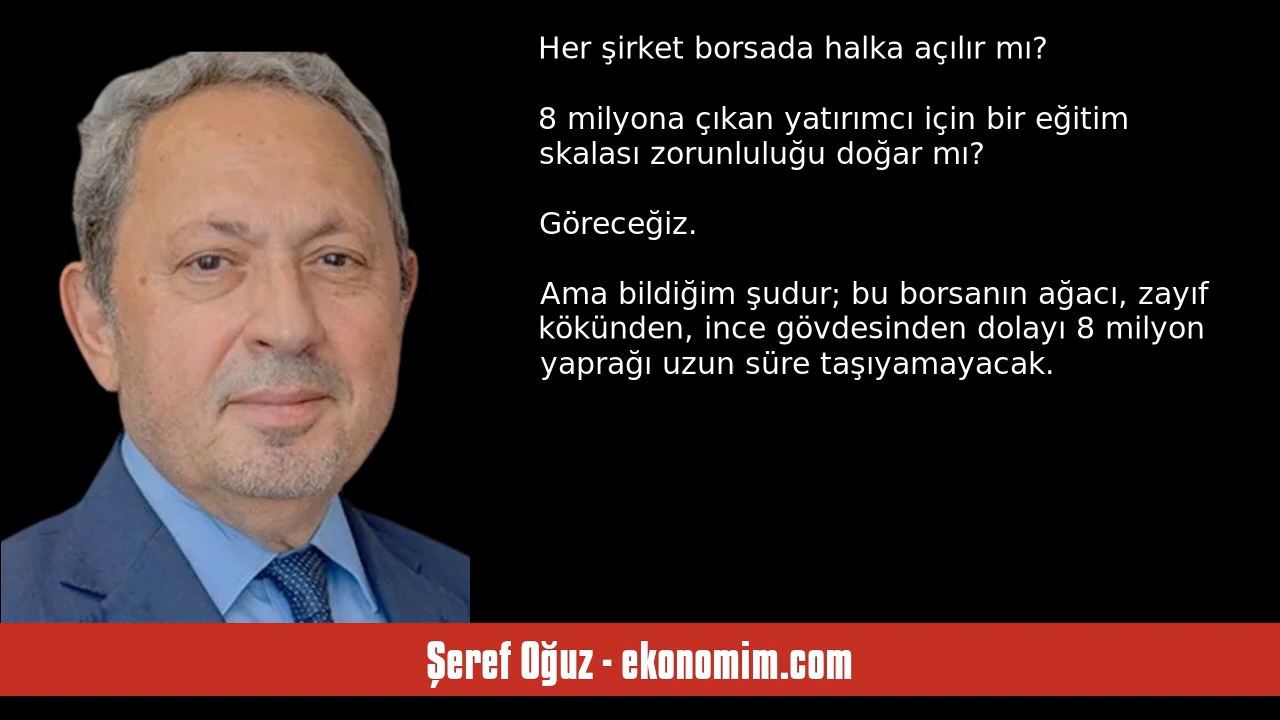 Her şirket borsada halka açılır mı?
8 milyona çıkan yatırımcı için bir eğitim
skalası zorunluluğu doğar mı?
Göreceğiz.
Ama bildiğim şudur; bu borsanın ağacı, zayıf
kökünden, ince gövdesinden dolayı 8 milyon
yaprağı uzun süre taşıyamayacak.
Şeref Oğuz - ekonomim.com